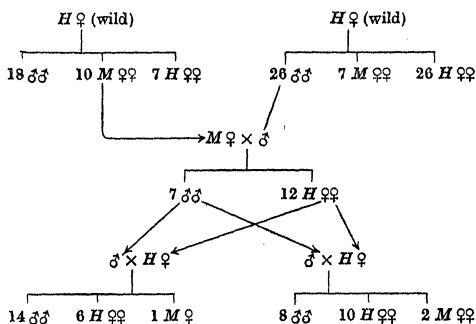 H♀ (wild) H♀ (wild)
18 ♂♂ 10 M ♀♀ 7 H ♀♀ 26 ♂♂ 7 M ♀♀ 26 H ♀♀
M♀ × ♂
7 ♂♂ 12 H ♀♀
♂ × H♀ ♂ × H♀
14 ♂♂ 6 H ♀♀ 1 M ♀ 8 ♂♂ 10 H ♀♀ 2 M ♀♀